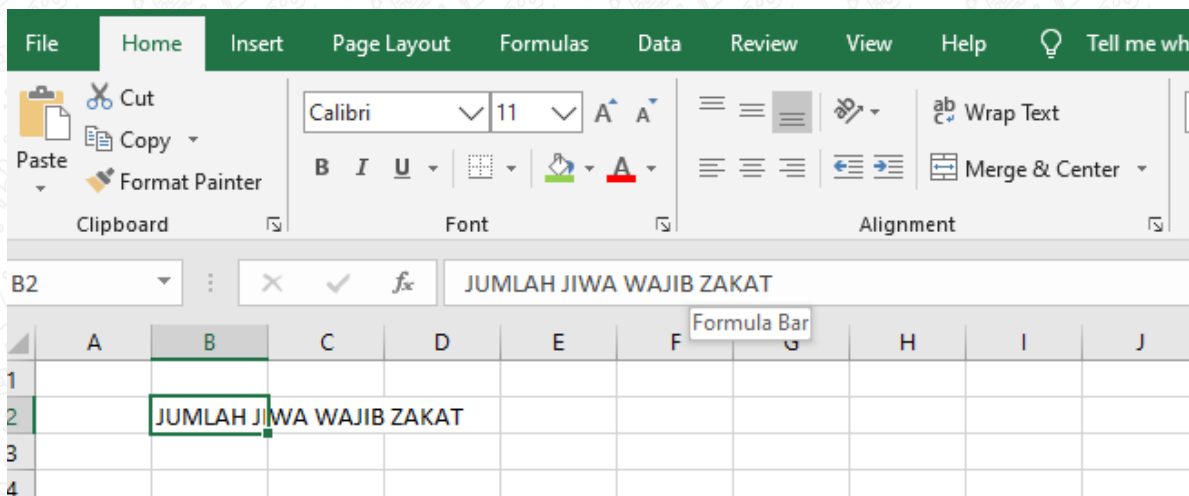 File Home Insert Page Layout Formulas Data Review View Help Tell me wh
Cut
Calibri 11 A A ab Wrap Text
Copy
Paste
Format Painter B I U A Merge & Center
Clipboard Font Alignment
B2 fx JUMLAH JIWA WAJIB ZAKAT
Formula Bar
A B C D E F G H I J
1
2 JUMLAH JIWA WAJIB ZAKAT
3
4